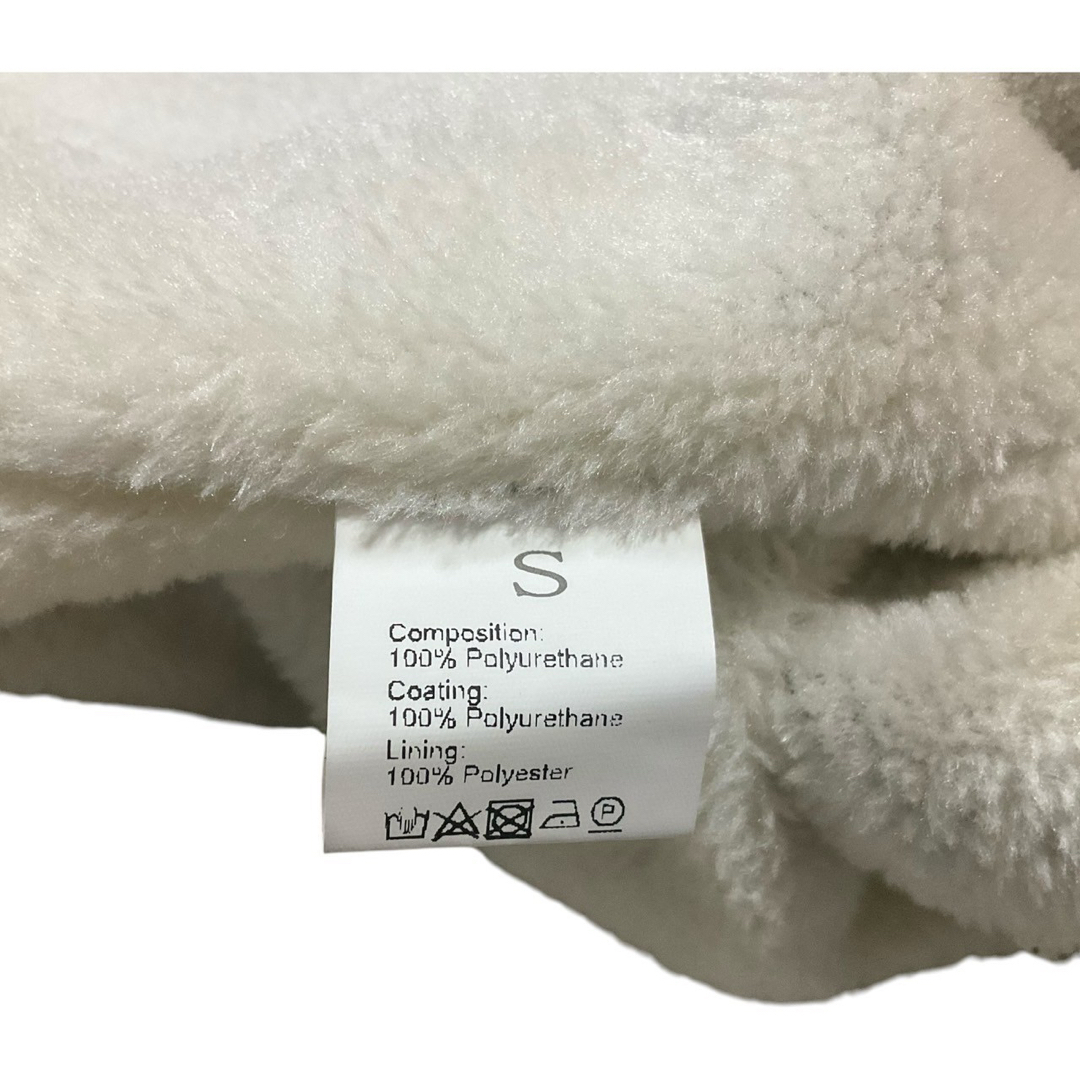 S
Composition:
100% Polyurethane
Coating:
100% Polyurethane
Lining:
100% Polyester
P